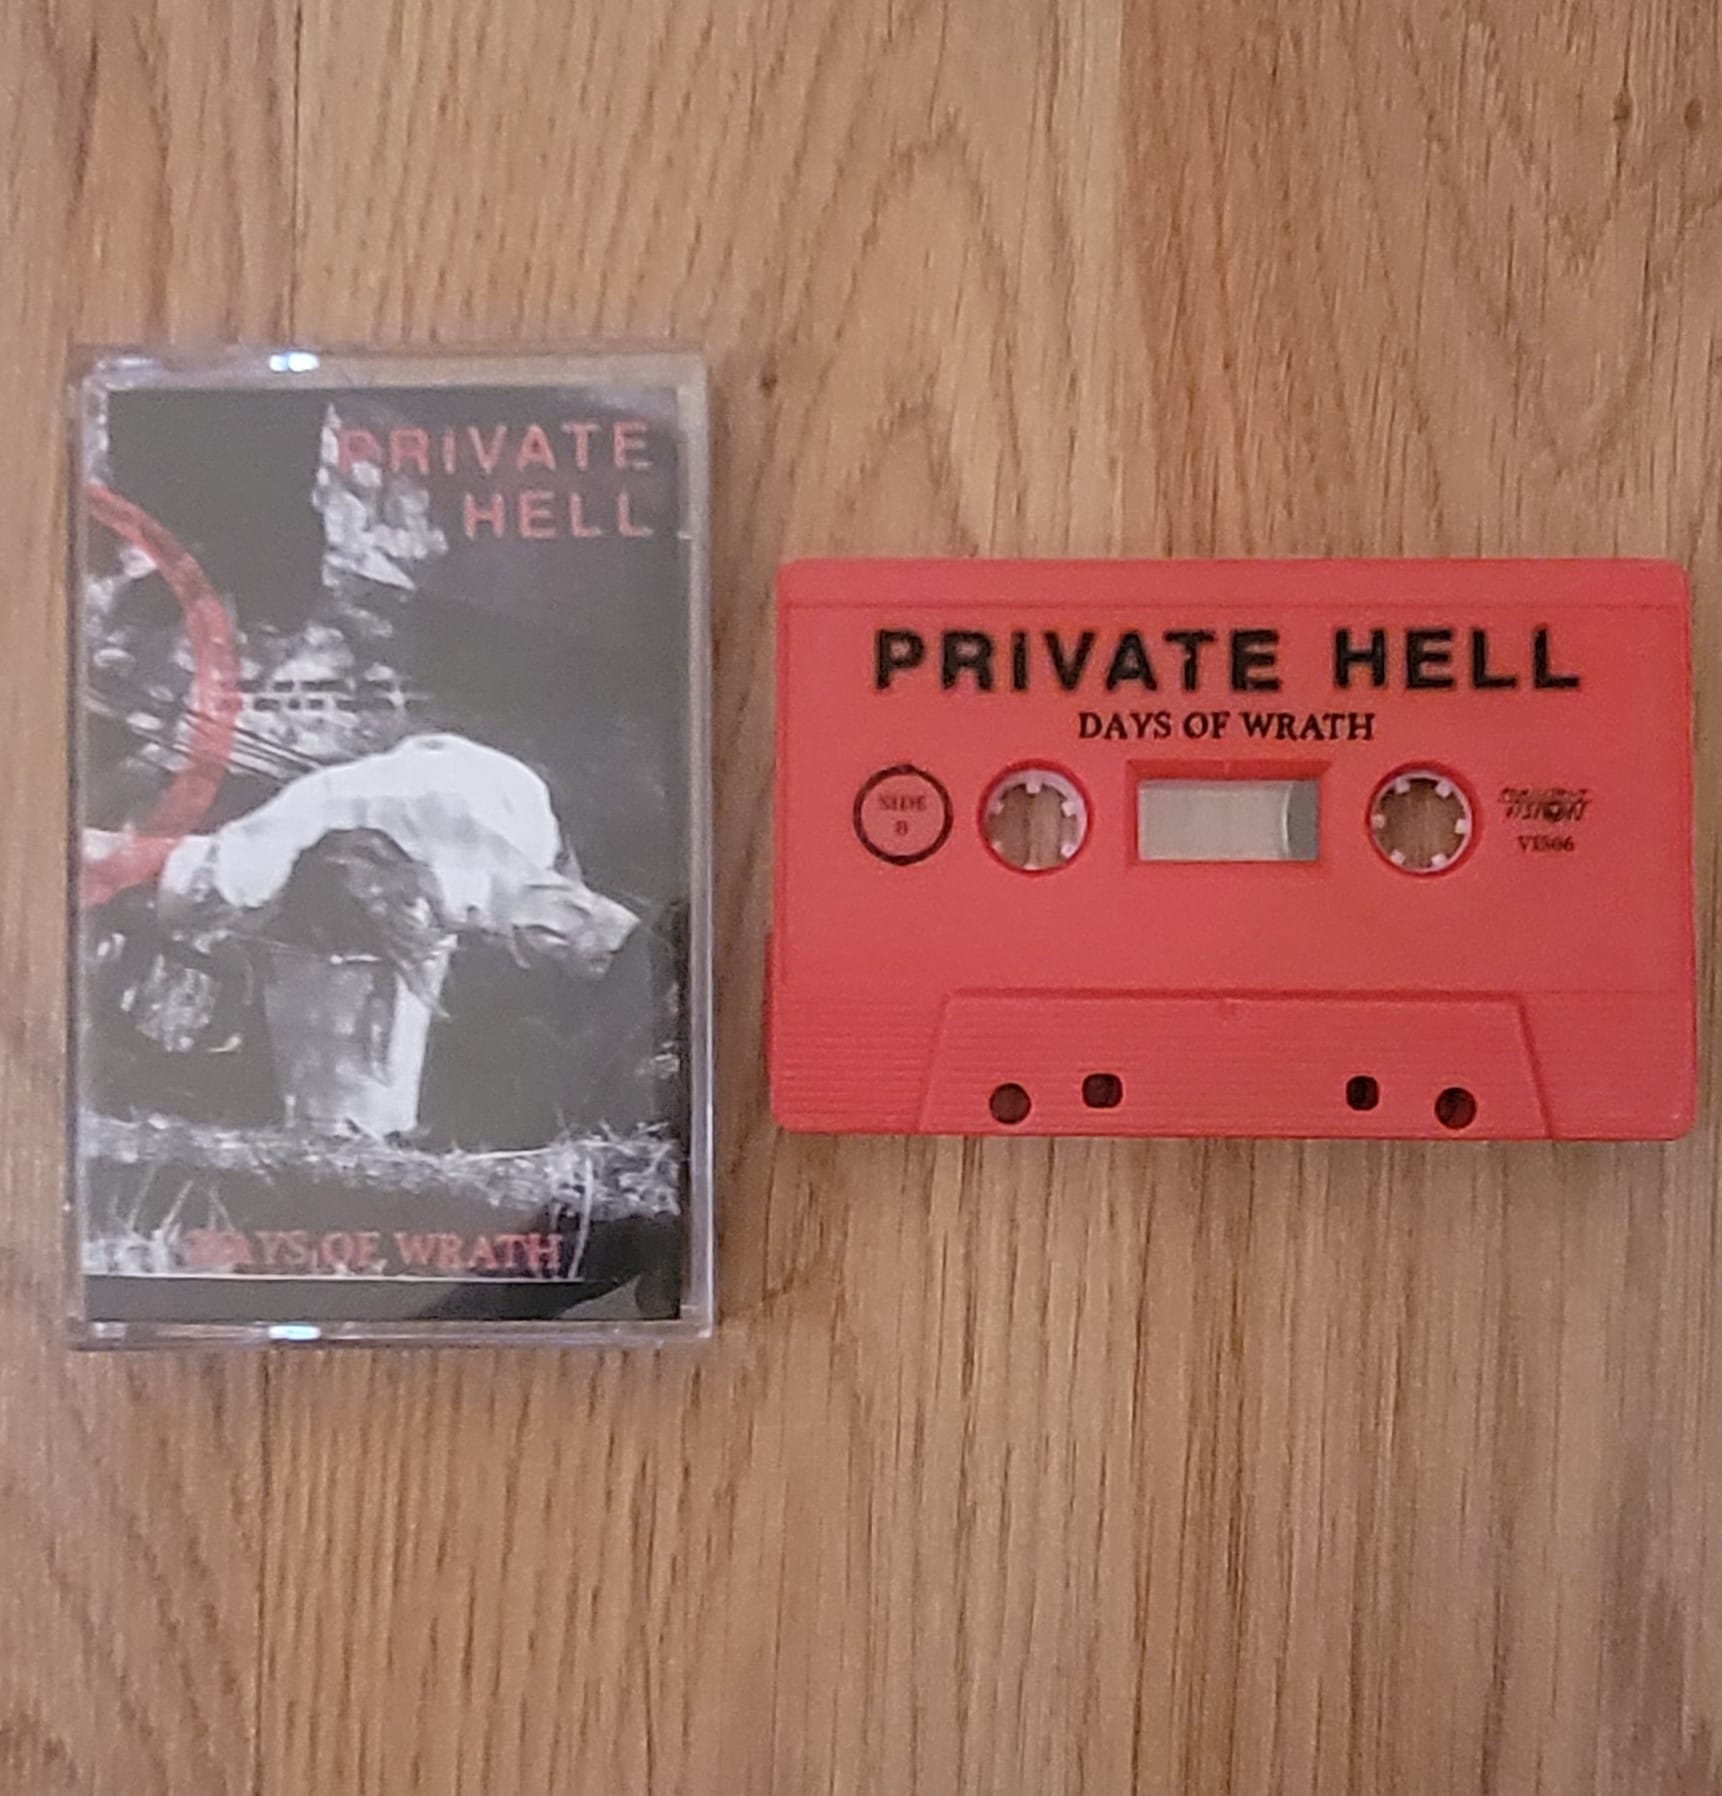 PRIVATE
HELL
DAYS OF WRATH
PRIVATE HELL
DAYS OF WRATH
SIDE
B
VIS06